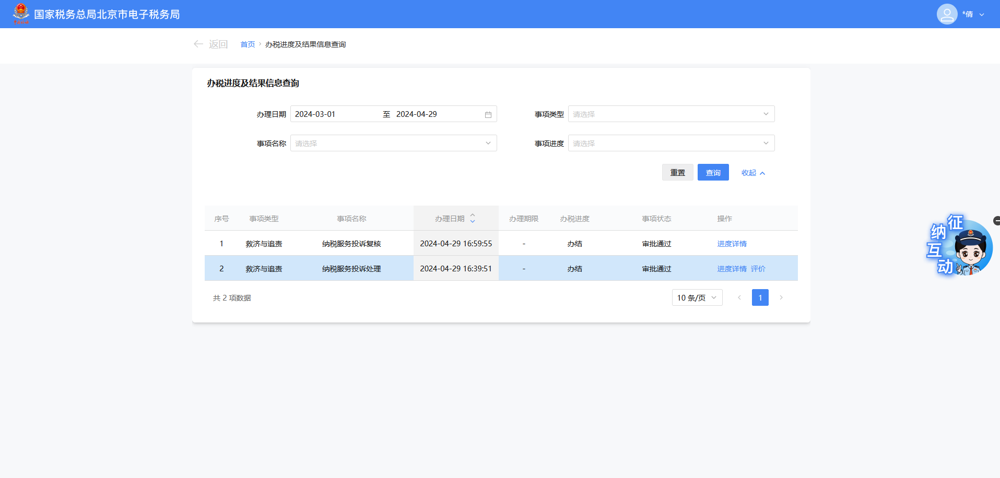 国家税务总局北京市电子税务局
*倩
返回 首页 › 办税进度及结果信息查询
办税进度及结果信息查询
办理日期 2024-03-01 至 2024-04-29 事项类型 请选择
事项名称 请选择 事项进度 请选择
重置 查询 收起
序号 事项类型 事项名称 办理日期 办理期限 办税进度 事项状态 操作
1 救济与追责 纳税服务投诉复核 2024-04-29 16:59:55 - 办结 审批通过 进度详情
2 救济与追责 纳税服务投诉处理 2024-04-29 16:39:51 - 办结 审批通过 进度详情 评价
共 2 项数据 10 条/页 1
征纳互动